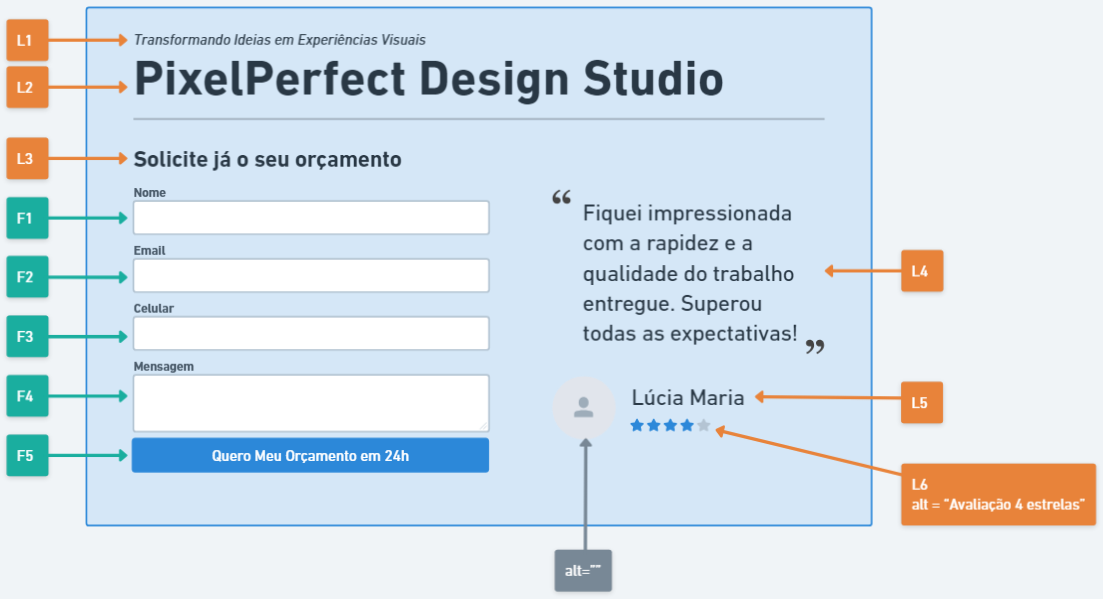 L1
Transformando Ideias em Experiências Visuais
L2
PixelPerfect Design Studio
L3
Solicite já o seu orçamento
F1
Nome
F2
Email
F3
Celular
F4
Mensagem
F5
Quero Meu Orçamento em 24h
“
Fiquei impressionada
com a rapidez e a
qualidade do trabalho
entregue. Superou
todas as expectativas!
”
L4
Lúcia Maria
L5
L6
alt = "Avaliação 4 estrelas"
alt=""